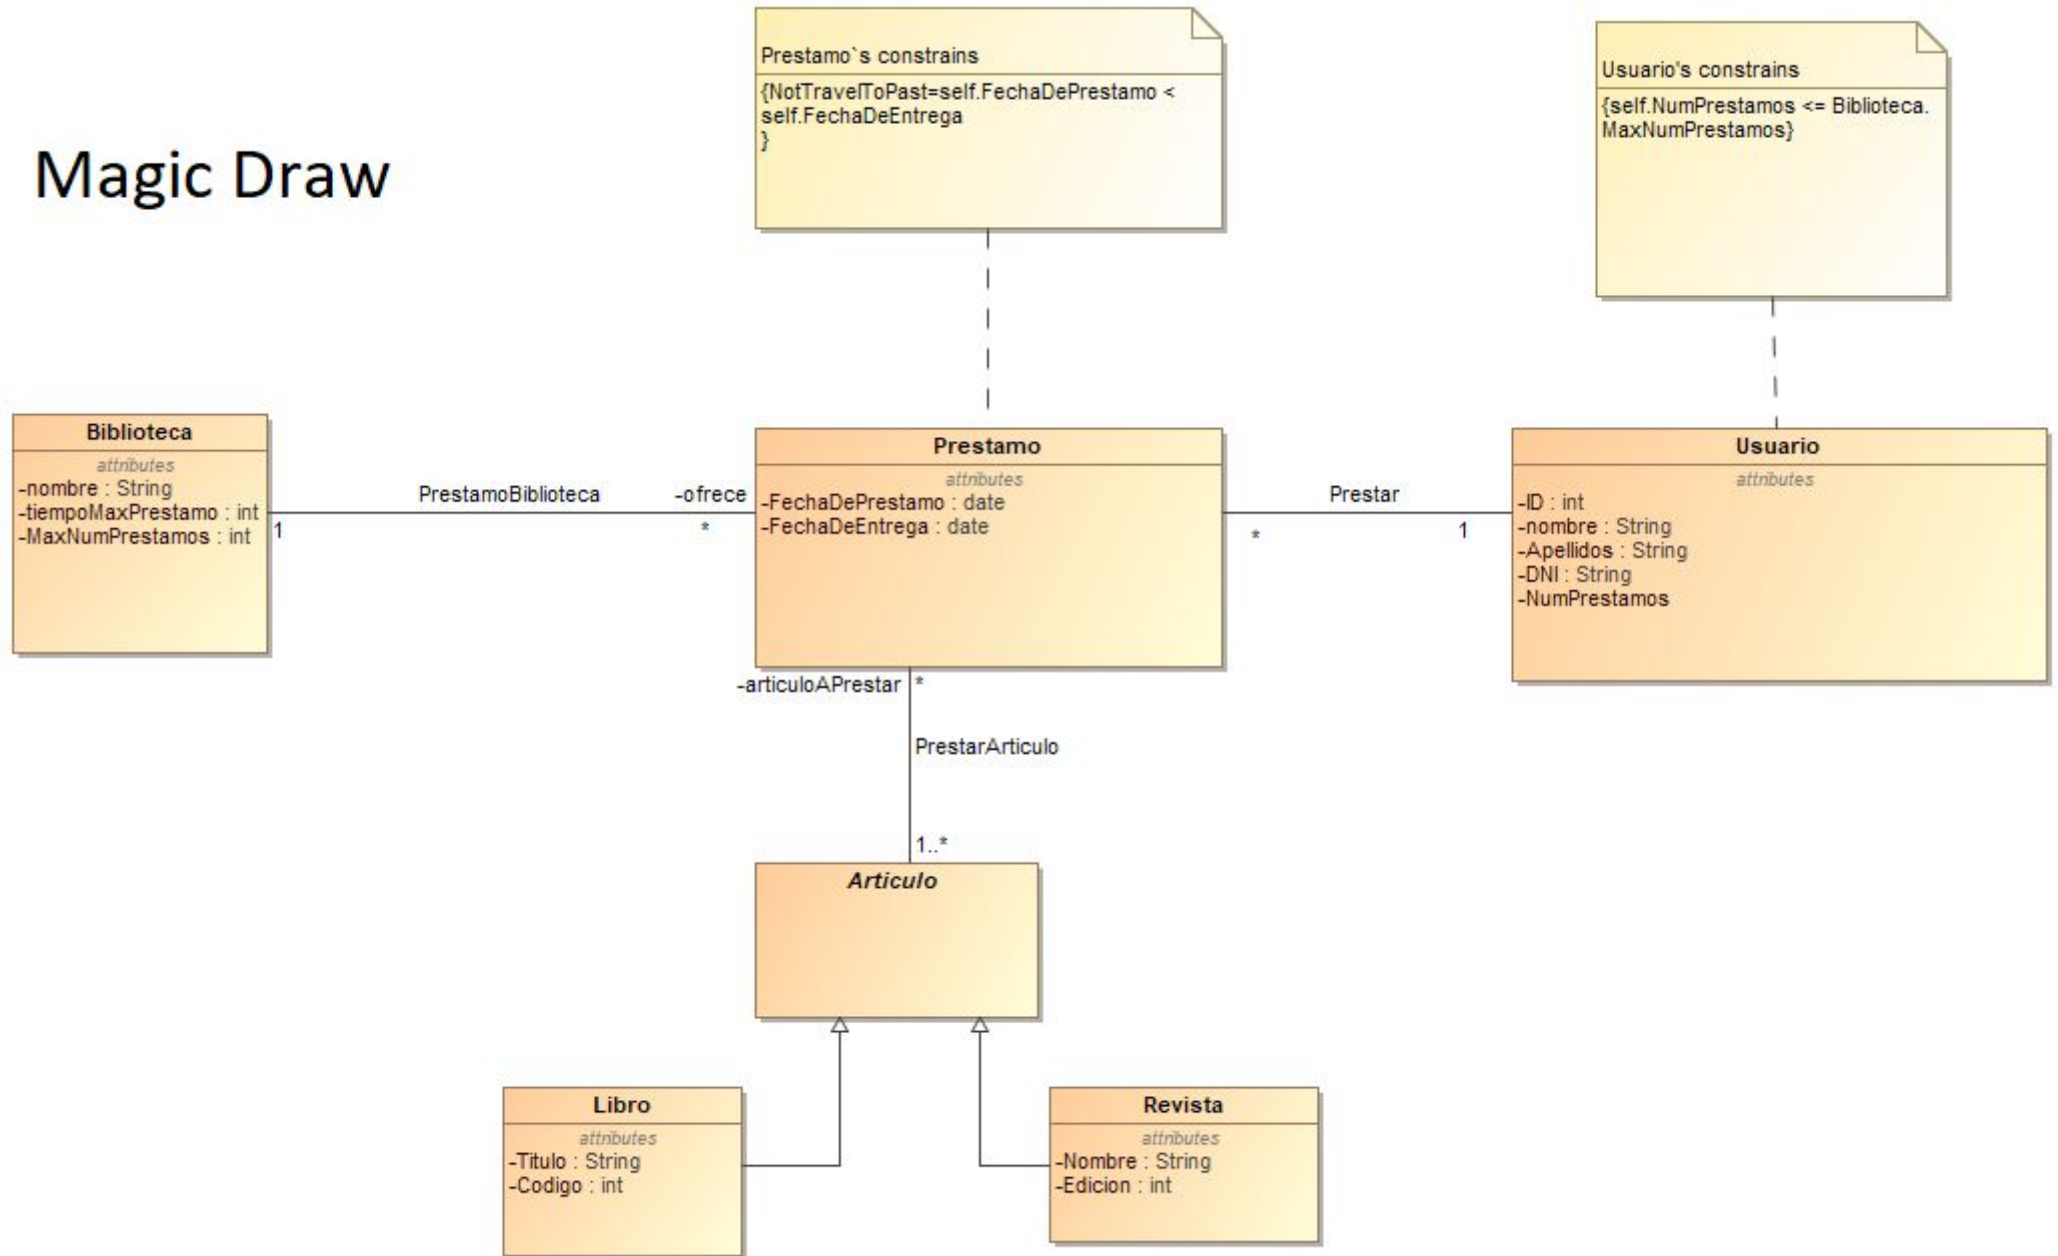 Magic Draw
Prestamo`s constrains
{NotTravelToPast=self.FechaDePrestamo <
self.FechaDeEntrega
}
Usuario's constrains
{self.NumPrestamos <= Biblioteca.
MaxNumPrestamos}
Biblioteca
attributes
-nombre : String
-tiempoMaxPrestamo : int
-MaxNumPrestamos : int
1
PrestamoBiblioteca
-ofrece
*
Prestamo
attributes
-FechaDePrestamo : date
-FechaDeEntrega : date
Prestar
*
1
Usuario
attributes
-ID : int
-nombre : String
-Apellidos : String
-DNI : String
-NumPrestamos
-articuloAPrestar
*
PrestarArticulo
1..*
Articulo
Libro
attributes
-Titulo : String
-Codigo : int
Revista
attributes
-Nombre : String
-Edicion : int